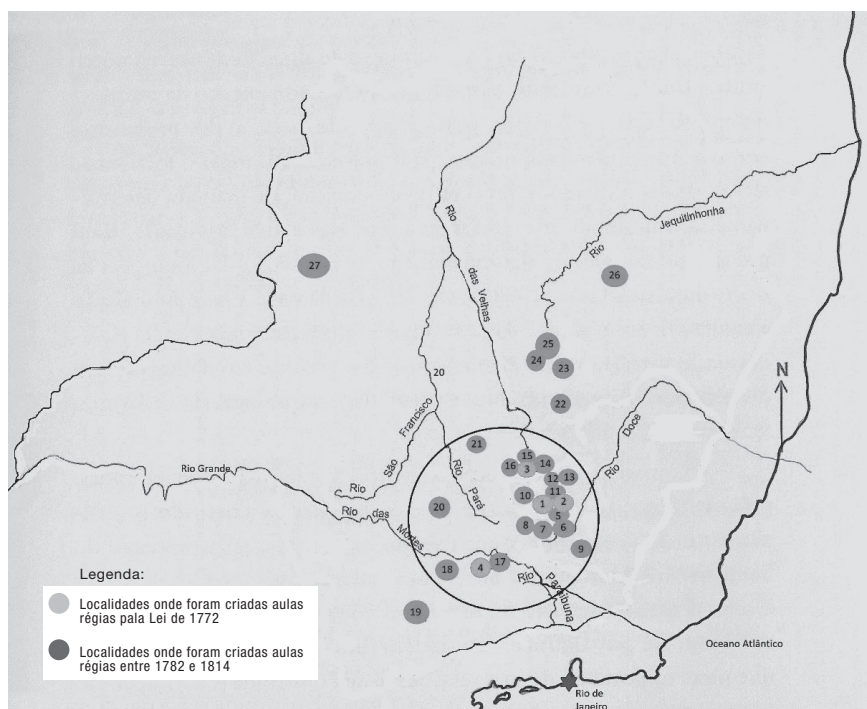 Rio
Jequitinhonha
Rio
27
das Velhas
26
25
24
23
N
20
22
São Francisco
Rio Doce
21
15
16
3
14
12
13
Rio Grande
Rio
Rio Pará
10
11
1
2
20
5
Rio das Mortes
8
7
6
9
18
4
17
Rio Paraibuna
Legenda:
Localidades onde foram criadas aulas
régias pala Lei de 1772
19
Localidades onde foram criadas aulas
régias entre 1782 e 1814
Oceano Atlântico
Rio de
Janeiro